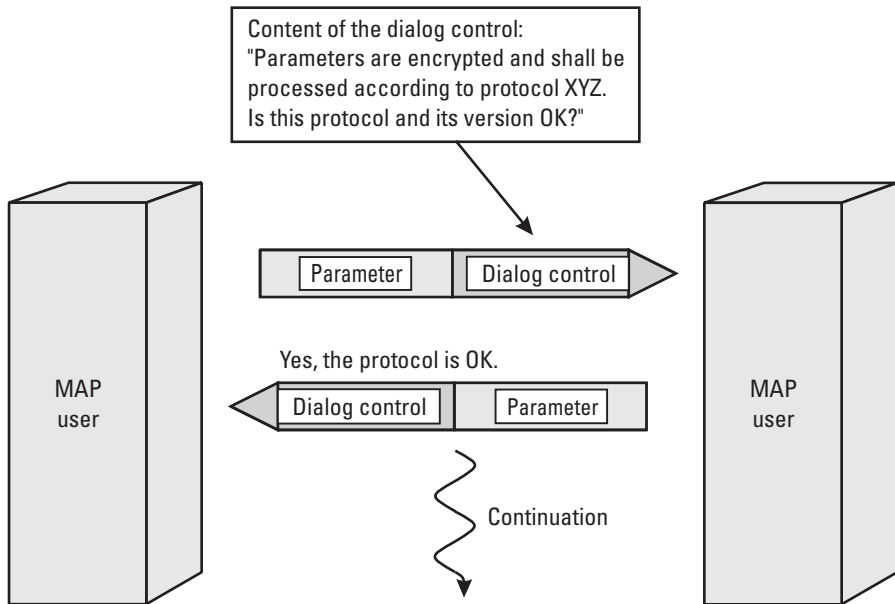 Content of the dialog control:
"Parameters are encrypted and shall be
processed according to protocol XYZ.
Is this protocol and its version OK?"
Parameter
Dialog control
Yes, the protocol is OK.
Dialog control
Parameter
MAP
user
MAP
user
Continuation